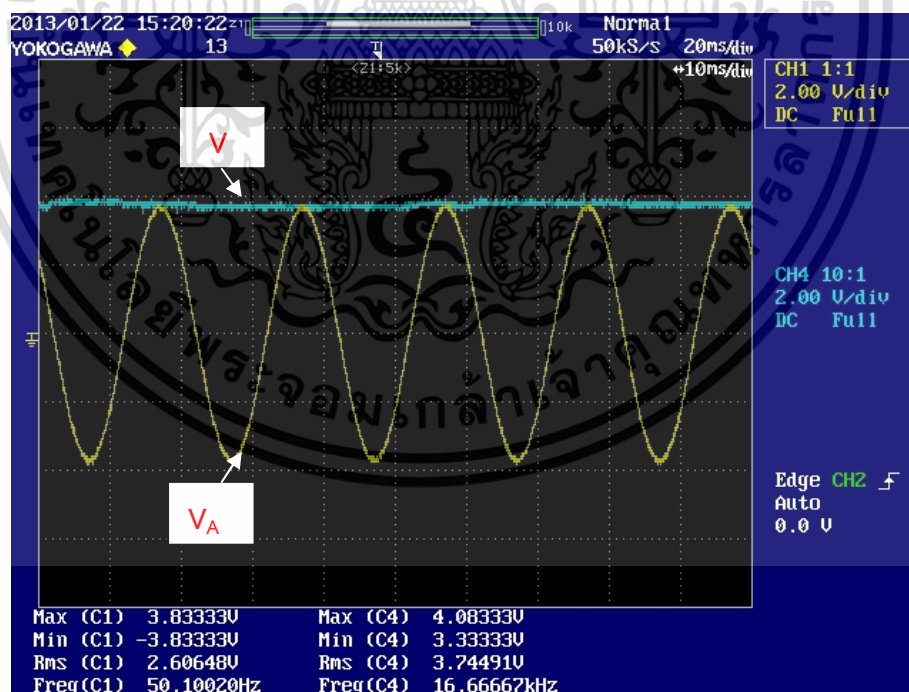 2013/01/22 15:20:22
Z1
10k
Normal
YOKOGAWA
13
50kS/s 20ms/div
<Z1:5k>
↔10ms/div
CH1 1:1
2.00 V/div
DC Full
V
CH4 10:1
2.00 V/div
DC Full
Edge CH2
Auto
0.0 V
VA
Max (C1) 3.83333V
Max (C4) 4.08333V
Min (C1) -3.83333V
Min (C4) 3.33333V
Rms (C1) 2.60648V
Rms (C4) 3.74491V
Freq(C1) 50.10020Hz
Freq(C4) 16.66667kHz